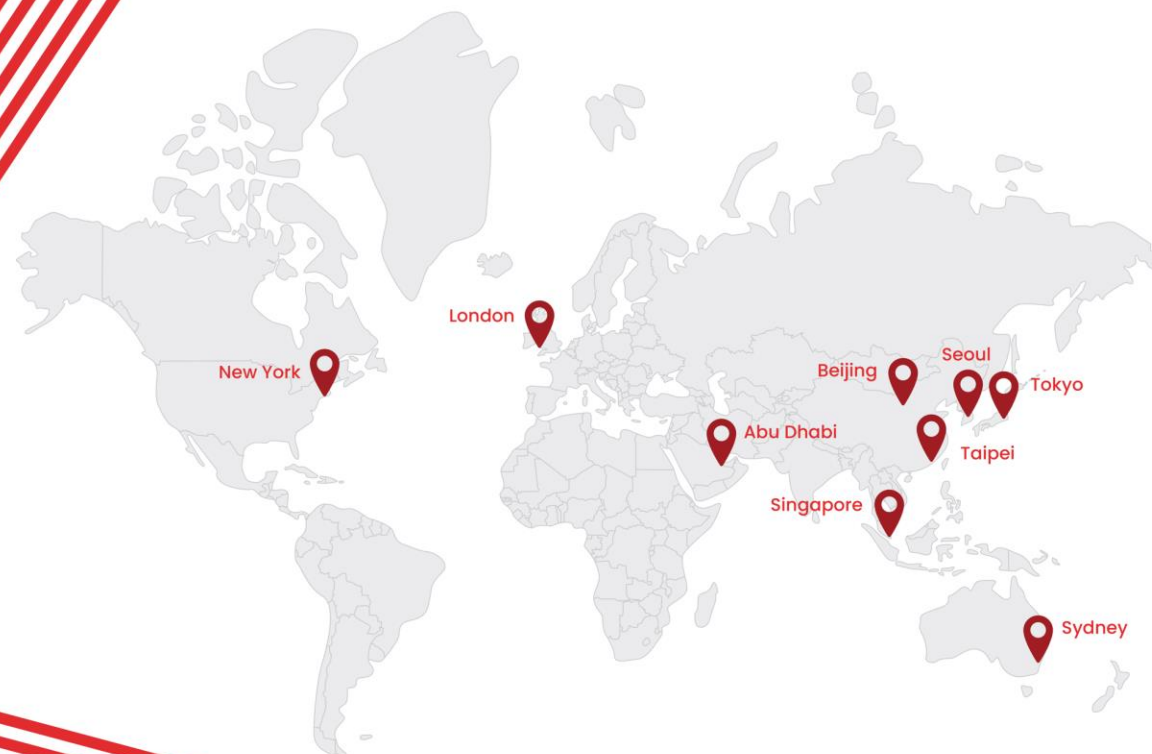 London
New York
Seoul
Beijing
Tokyo
Abu Dhabi
Taipei
Singapore
Sydney